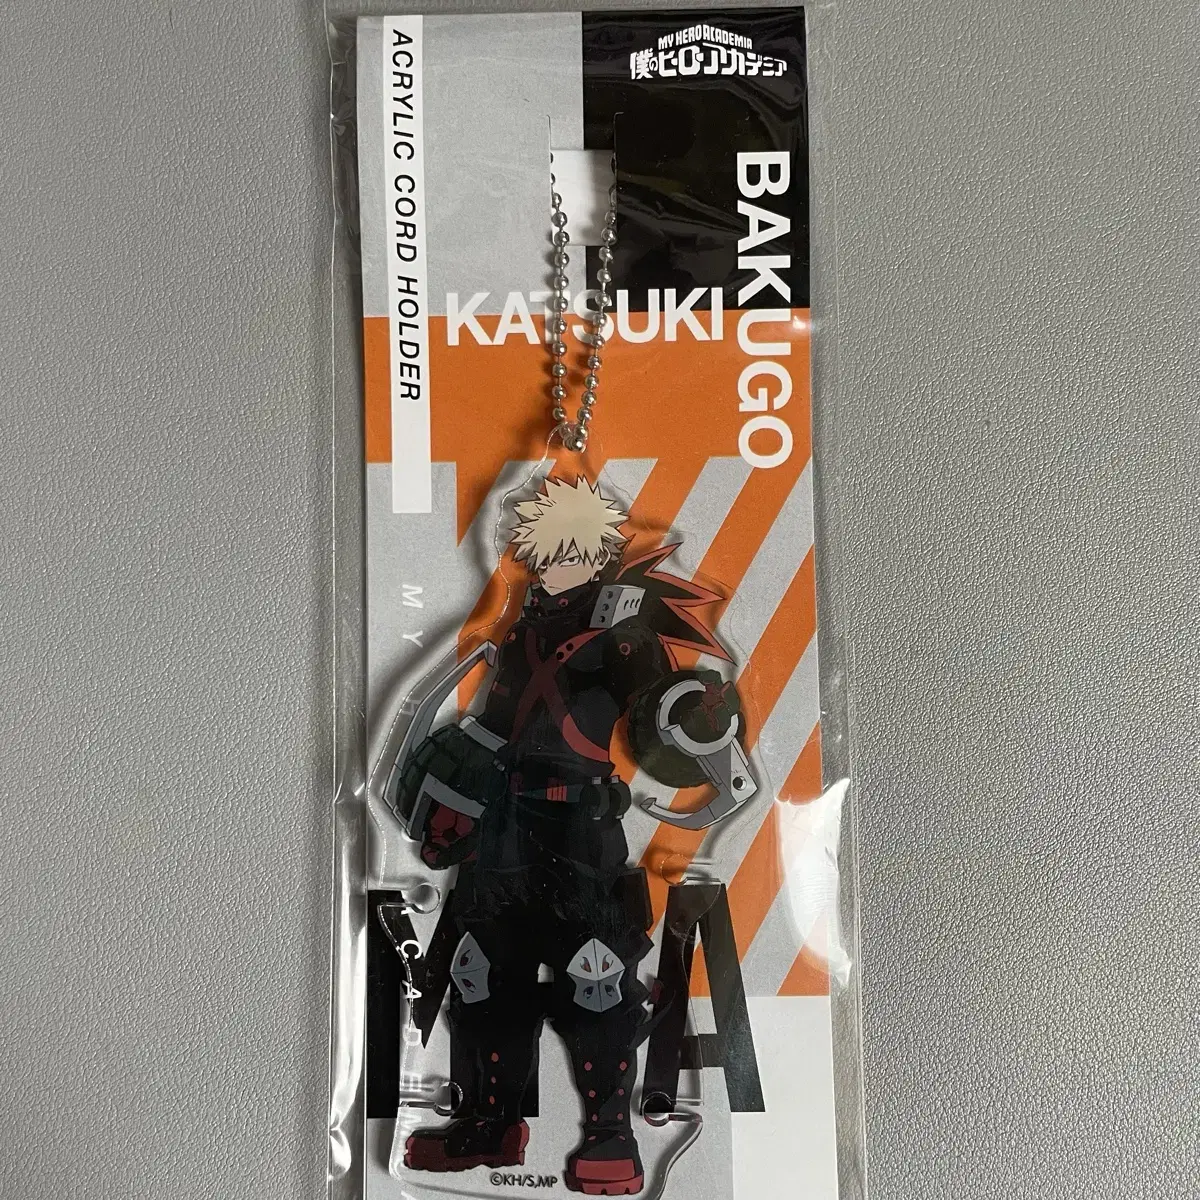 MY HERO ACADEMIA
僕のヒーローアカデミア
ACRYLIC CORD HOLDER
BAKUGO
KATSUKI
MY
©KH/S,MP